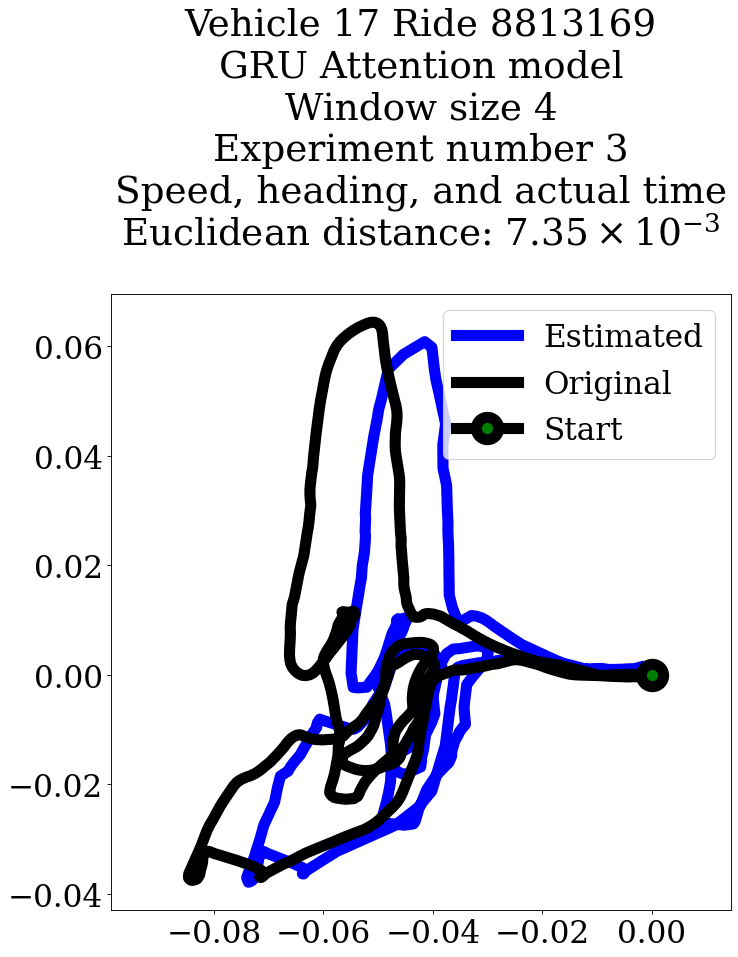 Vehicle 17 Ride 8813169
GRU Attention model
Window size 4
Experiment number 3
Speed, heading, and actual time
Euclidean distance: 7.35 × 10⁻³
Estimated
Original
Start
0.06
0.04
0.02
0.00
−0.02
−0.04
−0.08 −0.06 −0.04 −0.02 0.00